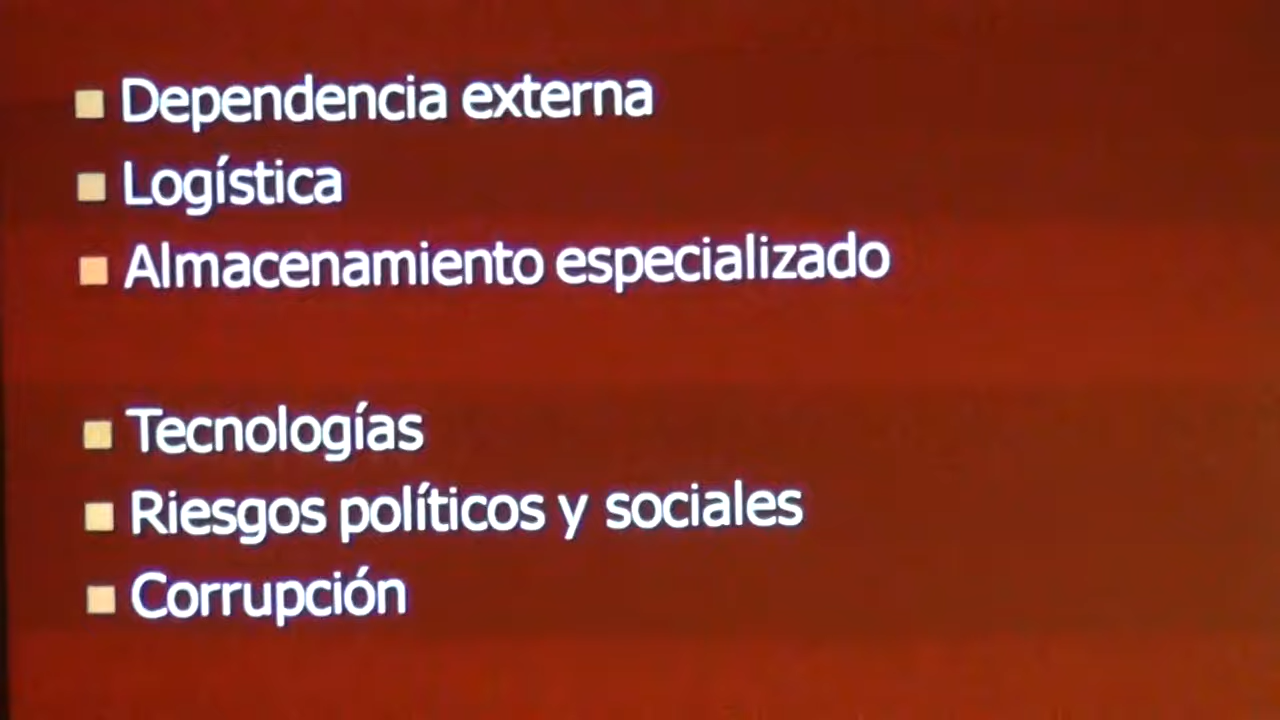 Dependencia externa
Logística
Almacenamiento especializado
Tecnologías
Riesgos políticos y sociales
Corrupción